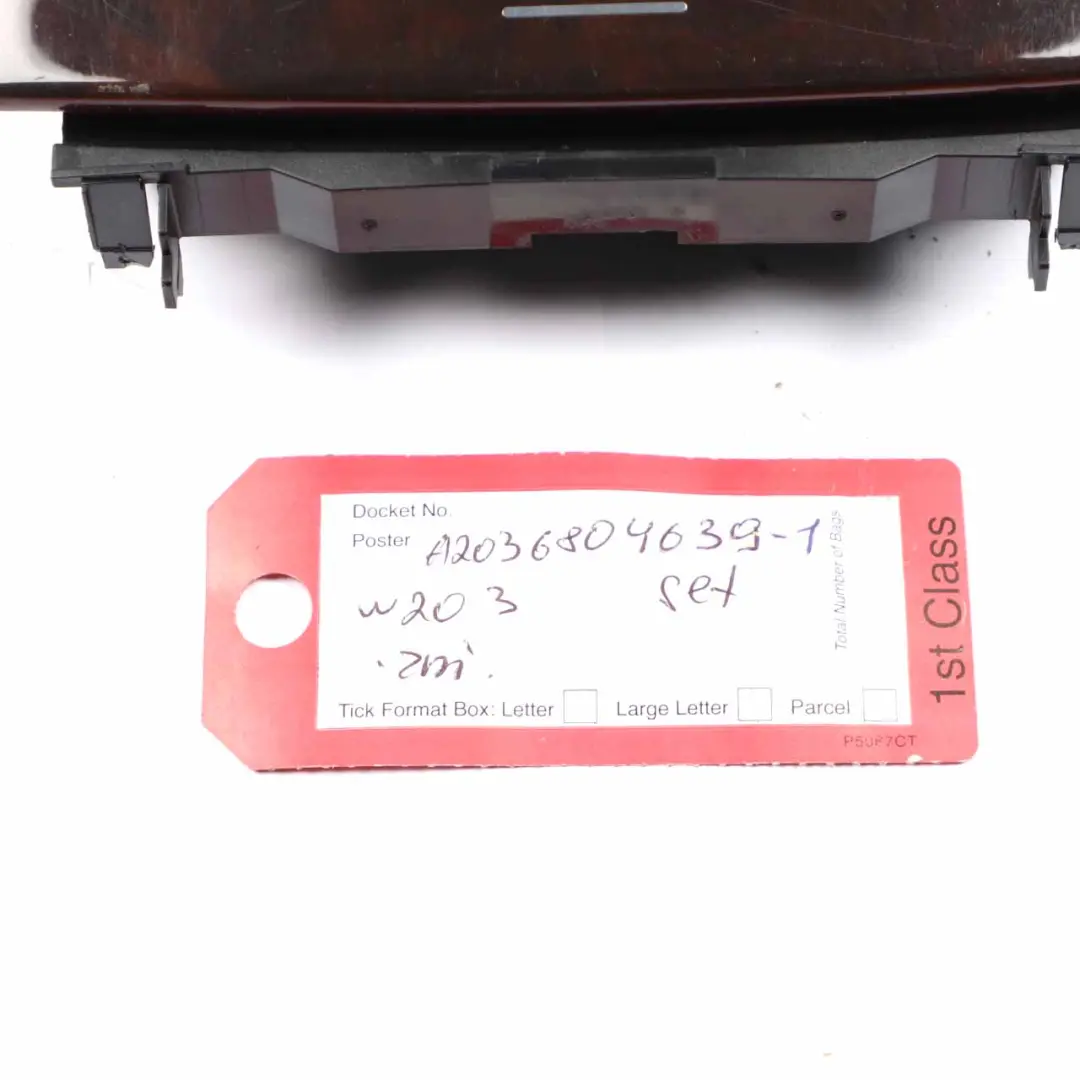 Docket No.
Poster A2036804639-1
w203 set
Total Number of Bags
1st Class
Tick Format Box: Letter Large Letter Parcel